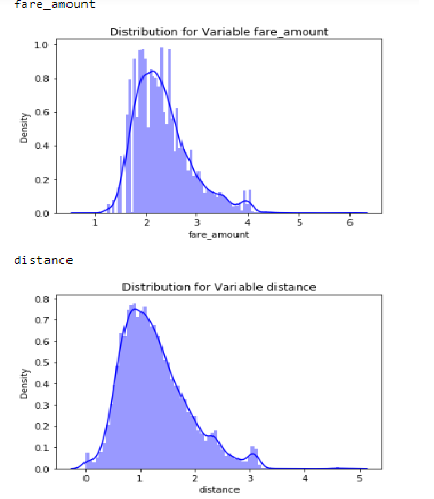 fare_amount
Distribution for Variable fare_amount
1.0
0.8
0.6
0.4
0.2
0.0
Density
1 2 3 4 5 6
fare_amount
distance
Distribution for Variable distance
0.8
0.7
0.6
0.5
0.4
0.3
0.2
0.1
0.0
Density
0 1 2 3 4 5
distance